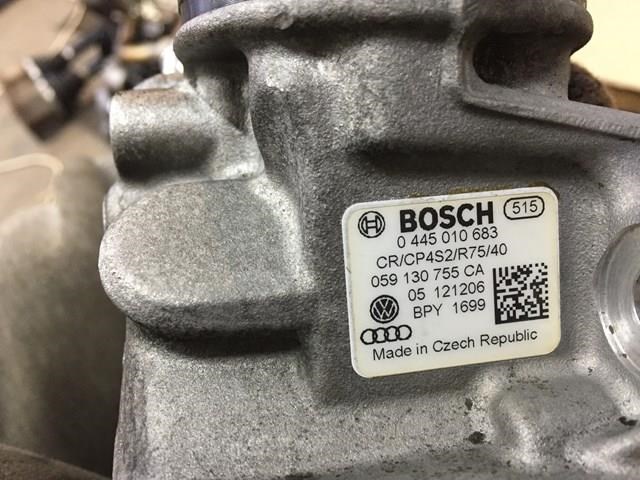 BOSCH 515
0 445 010 683
CR/CP4S2/R75/40
059 130 755 CA
05 121206
BPY 1699
Made in Czech Republic